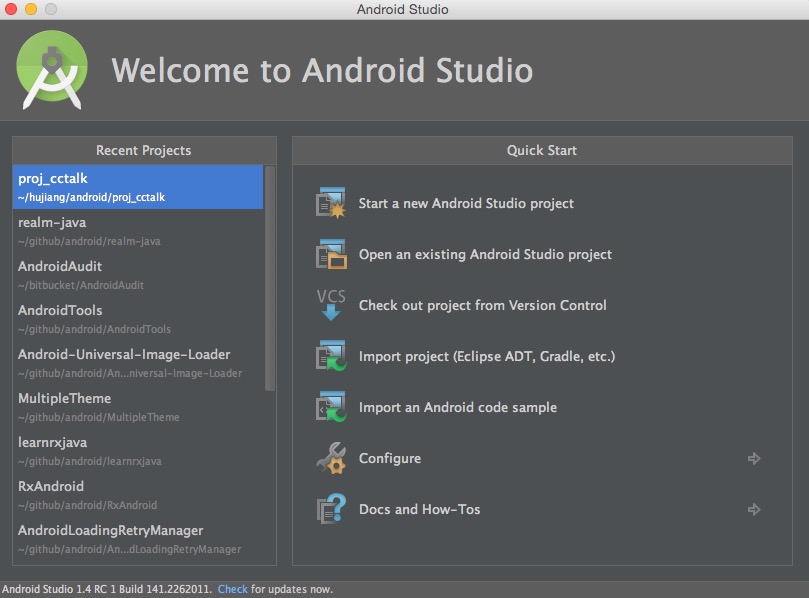 Android Studio
Welcome to Android Studio
Recent Projects
proj_cctalk
~/hujiang/android/proj_cctalk
realm-java
~/github/android/realm-java
AndroidAudit
~/bitbucket/AndroidAudit
AndroidTools
~/github/android/AndroidTools
Android-Universal-Image-Loader
~/github/android/An...niversal-Image-Loader
MultipleTheme
~/github/android/MultipleTheme
learnrxjava
~/github/android/learnrxjava
RxAndroid
~/github/android/RxAndroid
AndroidLoadingRetryManager
~/github/android/An...dLoadingRetryManager
Quick Start
Start a new Android Studio project
Open an existing Android Studio project
VCS
Check out project from Version Control
Import project (Eclipse ADT, Gradle, etc.)
Import an Android code sample
Configure
Docs and How-Tos
Android Studio 1.4 RC 1 Build 141.2262011. Check for updates now.